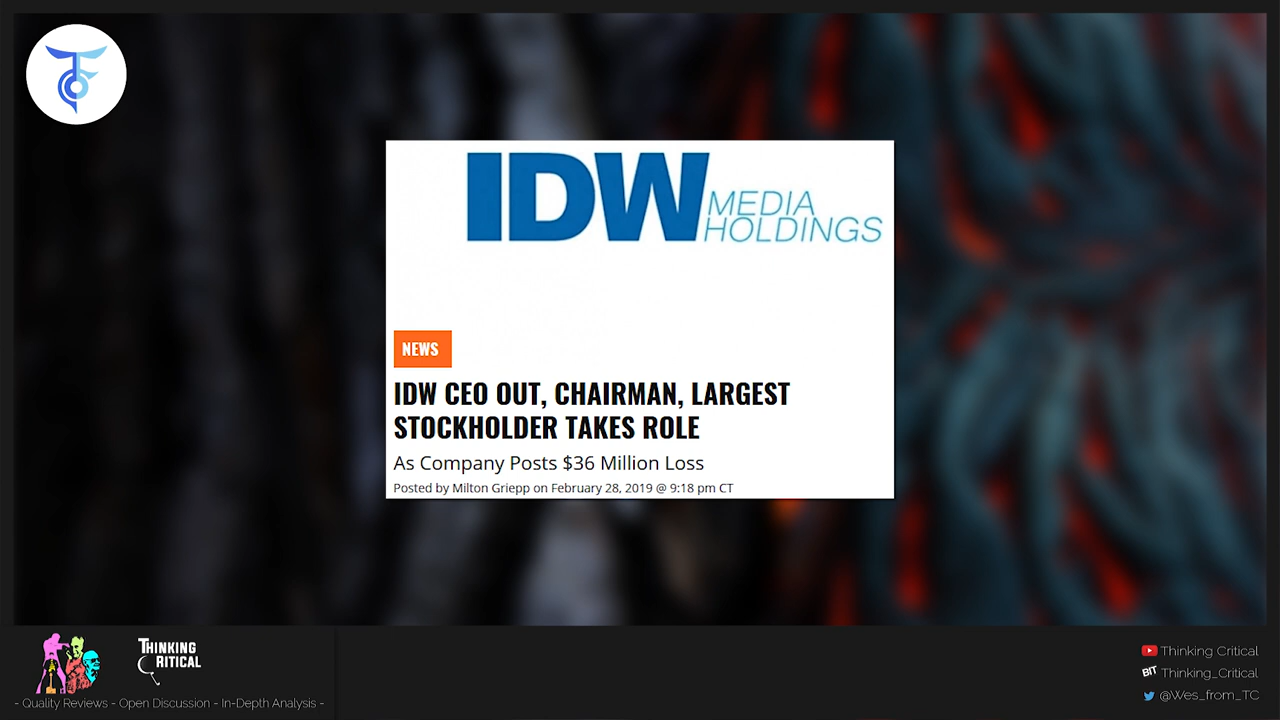 IDW MEDIA
HOLDINGS
NEWS
IDW CEO OUT, CHAIRMAN, LARGEST
STOCKHOLDER TAKES ROLE
As Company Posts $36 Million Loss
Posted by Milton Griepp on February 28, 2019 @ 9:18 pm CT
THINKING
CRITICAL
- Quality Reviews - Open Discussion - In-Depth Analysis -
Thinking Critical
BIT Thinking_Critical
@Wes_from_TC